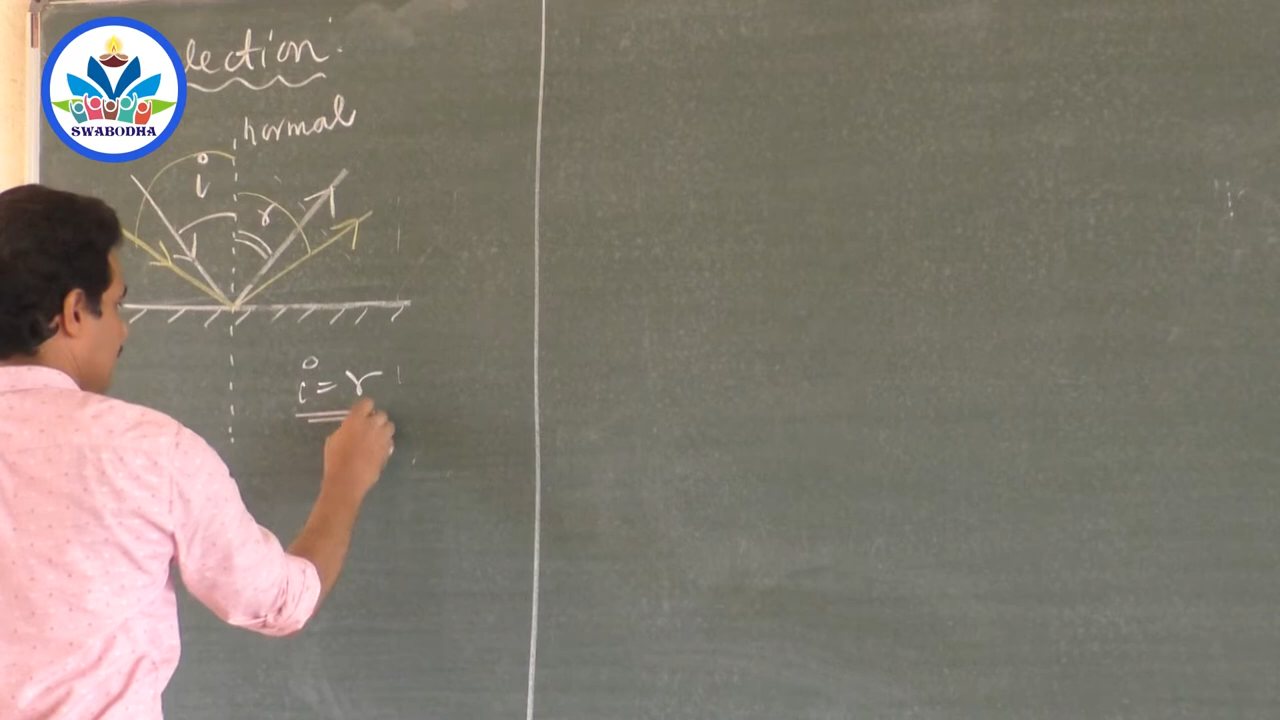 lection
SWABODHA
normal
i
r
i = r